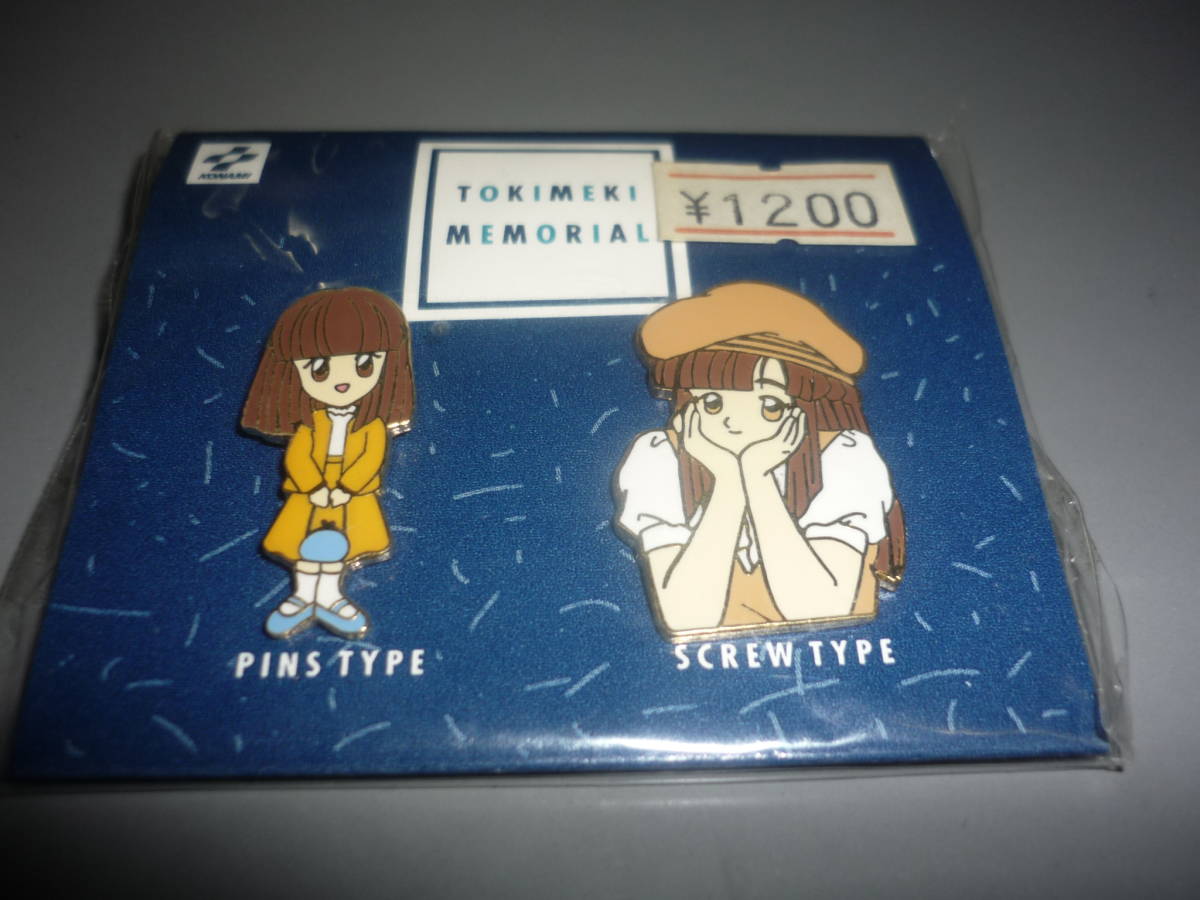 KONAMI
TOKIMEKI
MEMORIAL
¥1200
PINS TYPE
SCREW TYPE